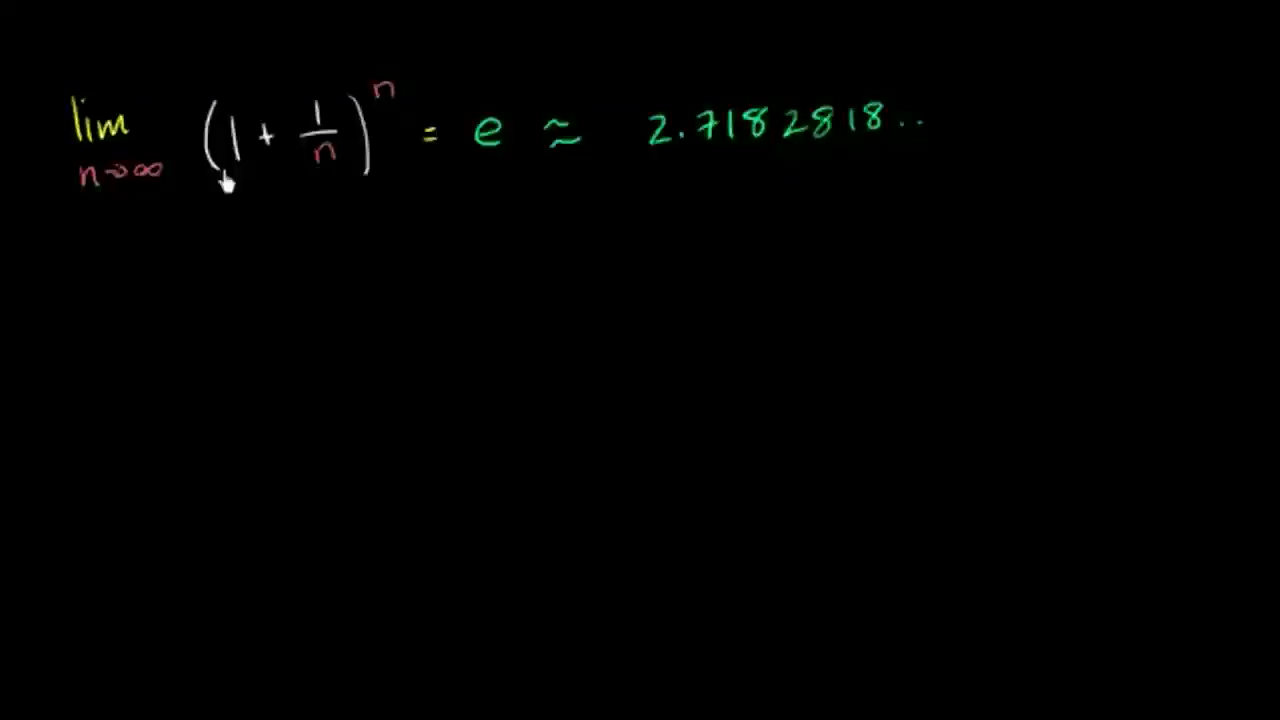 lim n→∞ (1 + 1/n)^n = e ≈ 2.7182818..